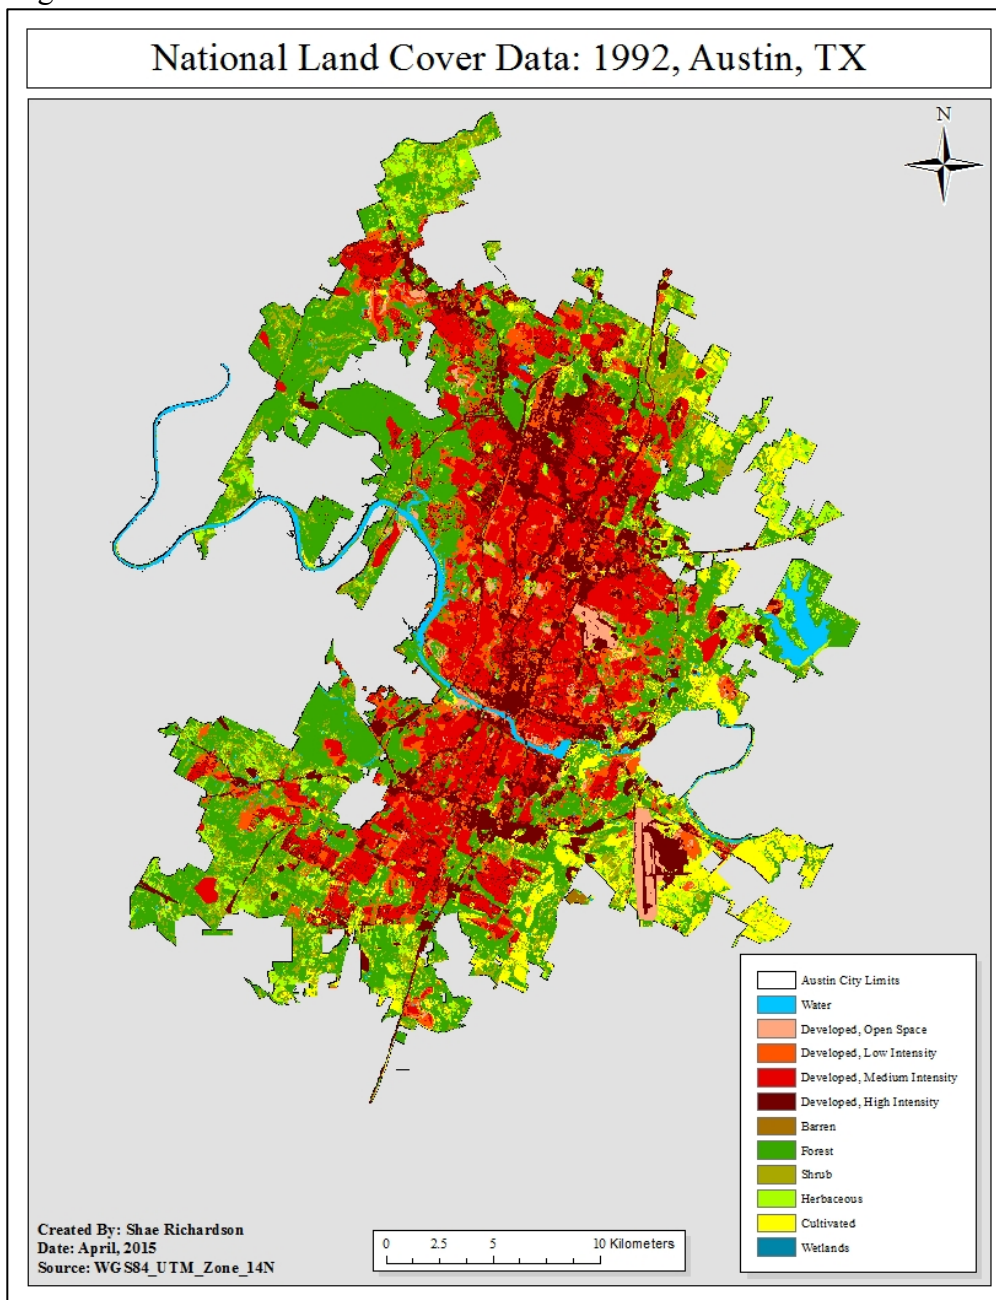 National Land Cover Data: 1992, Austin, TX
N
Austin City Limits
Water
Developed, Open Space
Developed, Low Intensity
Developed, Medium Intensity
Developed, High Intensity
Barren
Forest
Shrub
Herbaceous
Cultivated
Wetlands
Created By: Shae Richardson
Date: April, 2015
Source: WGS84_UTM_Zone_14N
0 2.5 5 10 Kilometers